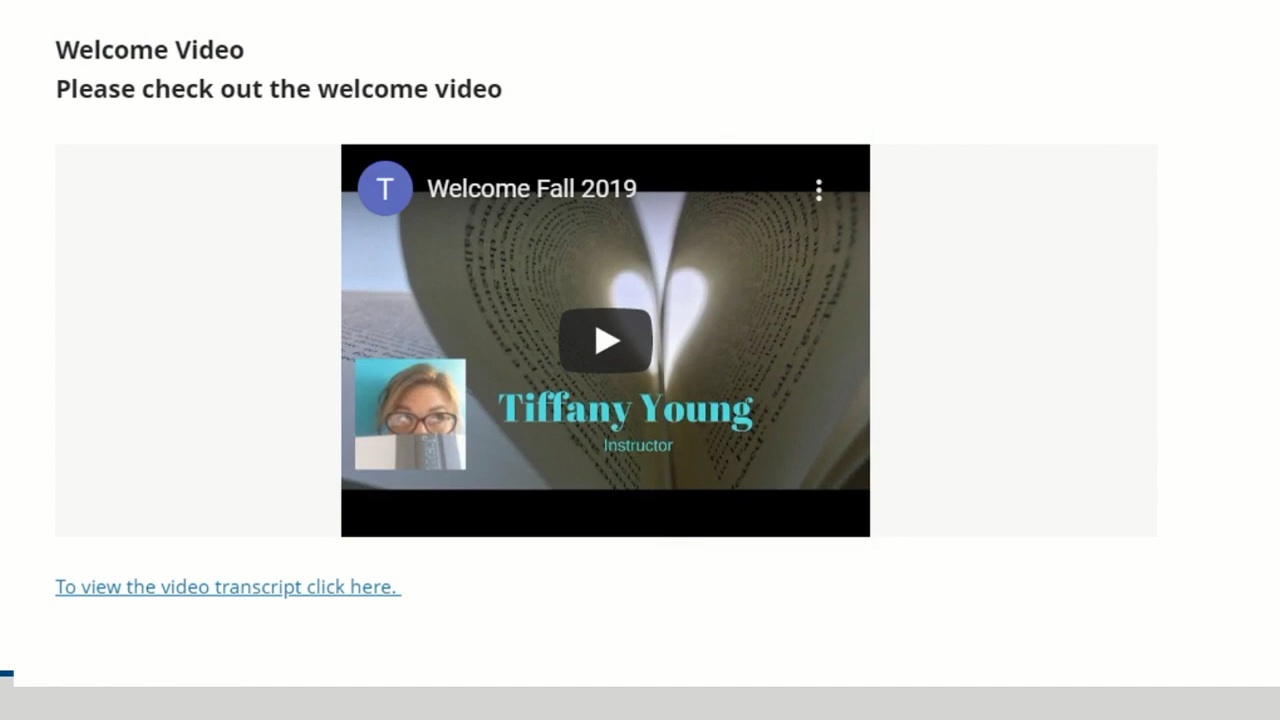 Welcome Video
Please check out the welcome video
T
Welcome Fall 2019
Tiffany Young
Instructor
To view the video transcript click here.